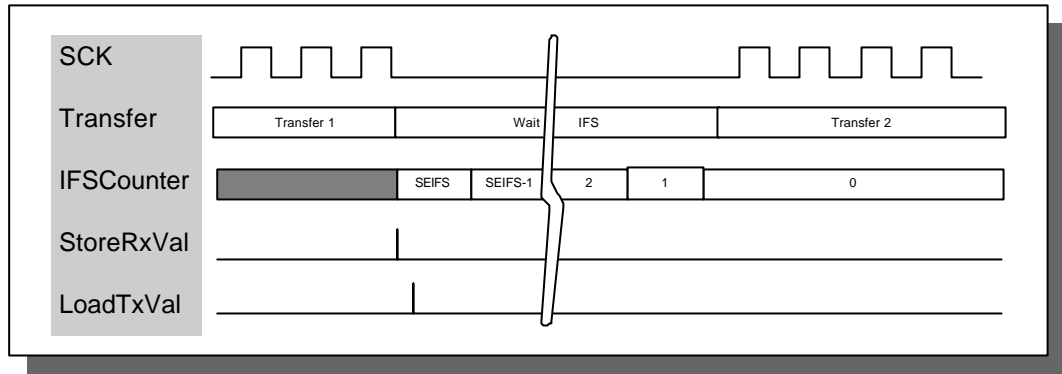 SCK
Transfer Transfer 1 Wait IFS Transfer 2
IFSCounter SEIFS SEIFS-1 2 1 0
StoreRxVal
LoadTxVal